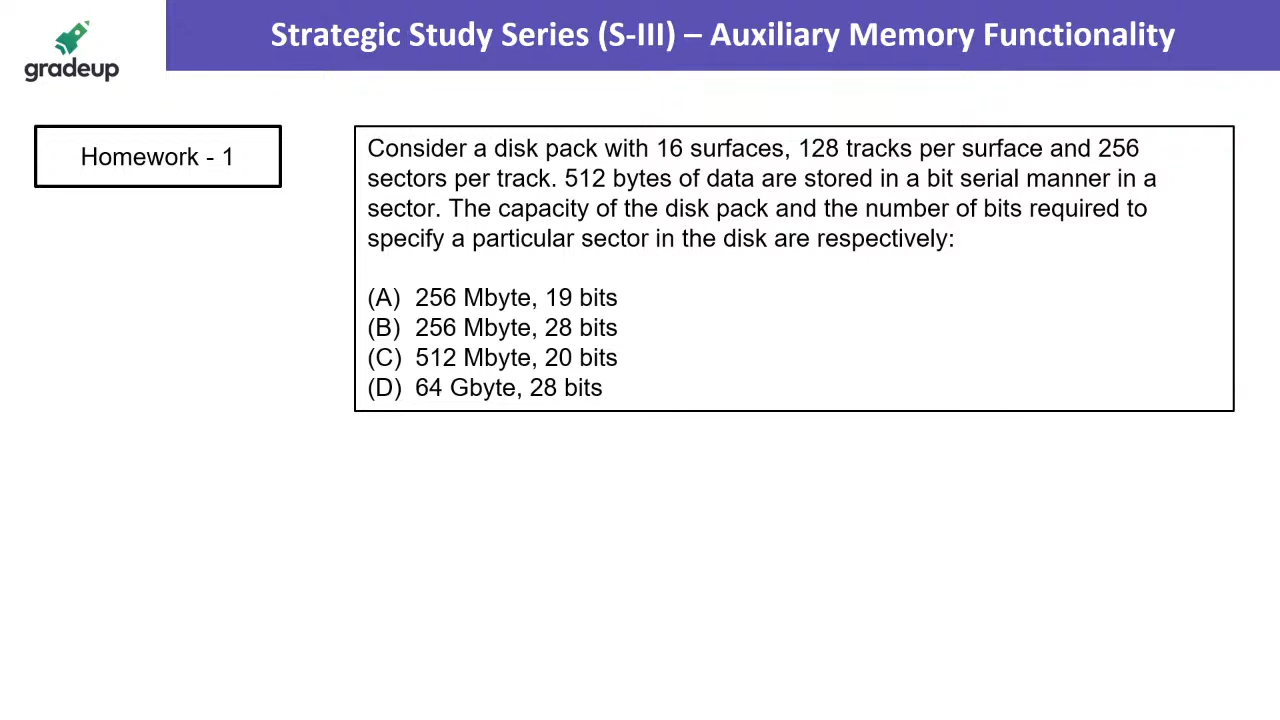 Strategic Study Series (S-III) – Auxiliary Memory Functionality
gradeup
Homework - 1
Consider a disk pack with 16 surfaces, 128 tracks per surface and 256
sectors per track. 512 bytes of data are stored in a bit serial manner in a
sector. The capacity of the disk pack and the number of bits required to
specify a particular sector in the disk are respectively:
(A) 256 Mbyte, 19 bits
(B) 256 Mbyte, 28 bits
(C) 512 Mbyte, 20 bits
(D) 64 Gbyte, 28 bits